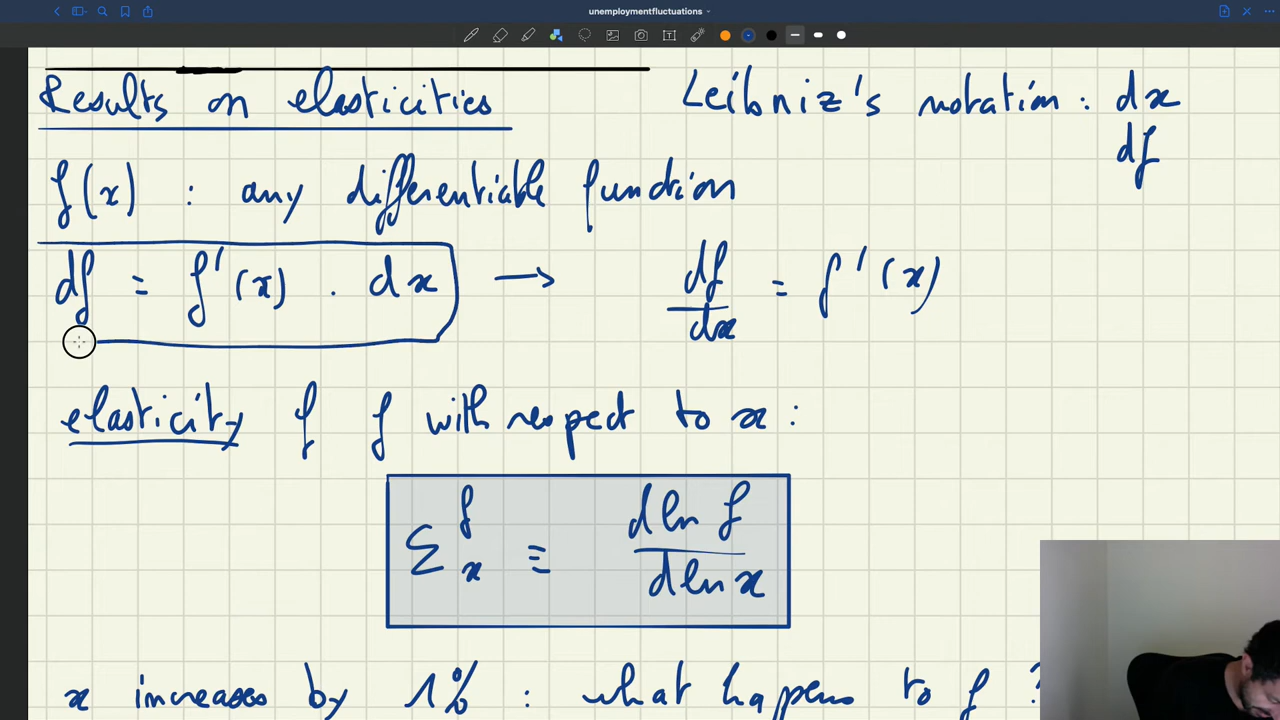 unemploymentfluctuations
Results on elasticities
Leibniz's notation : dx
df
f(x) : any differentiable function
df = f'(x) . dx → df/dx = f'(x)
elasticity f f with respect to x :
Σ^f_x ≡ d ln f / d ln x
x increases by 1% : what happens to f ?